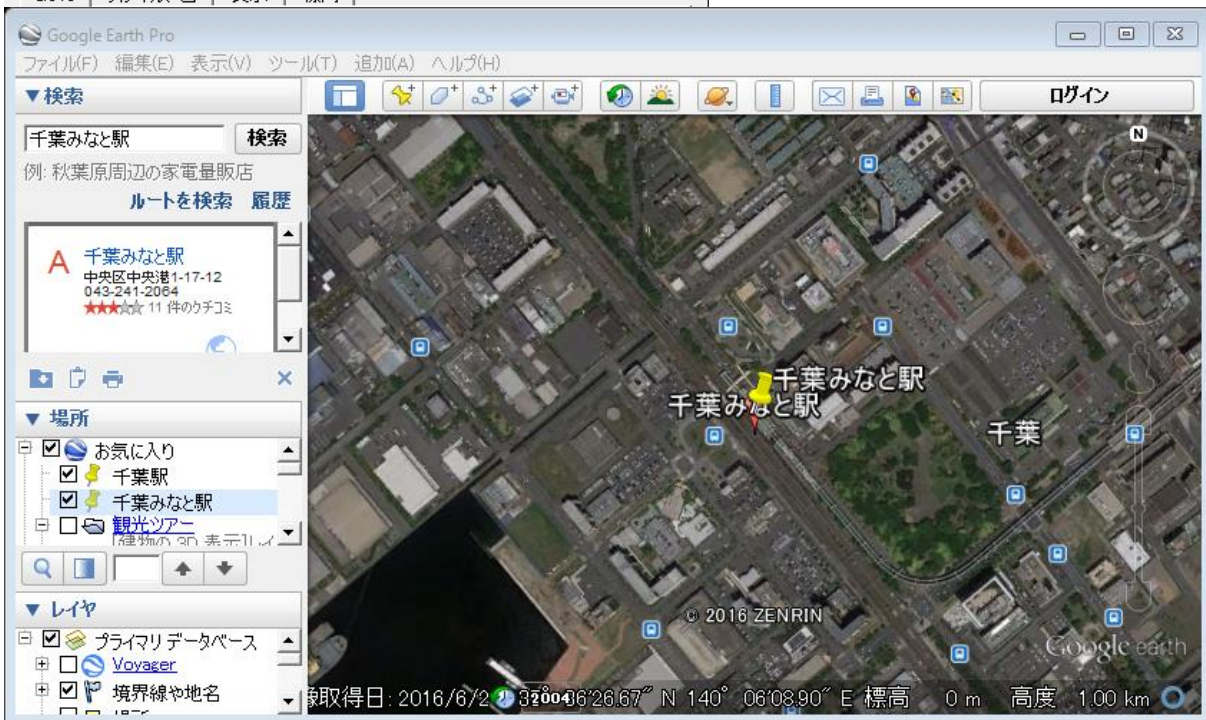 Google Earth Pro
ファイル(F) 編集(E) 表示(V) ツール(T) 追加(A) ヘルプ(H)
▼検索
ログイン
千葉みなと駅 検索
例: 秋葉原周辺の家電量販店
ルートを検索 履歴
A 千葉みなと駅
中央区中央港1-17-12
043-241-2064
★★★☆☆ 11 件のクチコミ
▼ 場所
お気に入り
千葉駅
千葉みなと駅
観光ツアー
▼ レイヤ
プライマリ データベース
Voyager
境界線や地名
N
千葉みなと駅
千葉みなと駅
千葉
© 2016 ZENRIN
Google earth
像取得日: 2016/6/2 2004 36'26.67" N 140° 06'08.90" E 標高 0 m 高度 1.00 km